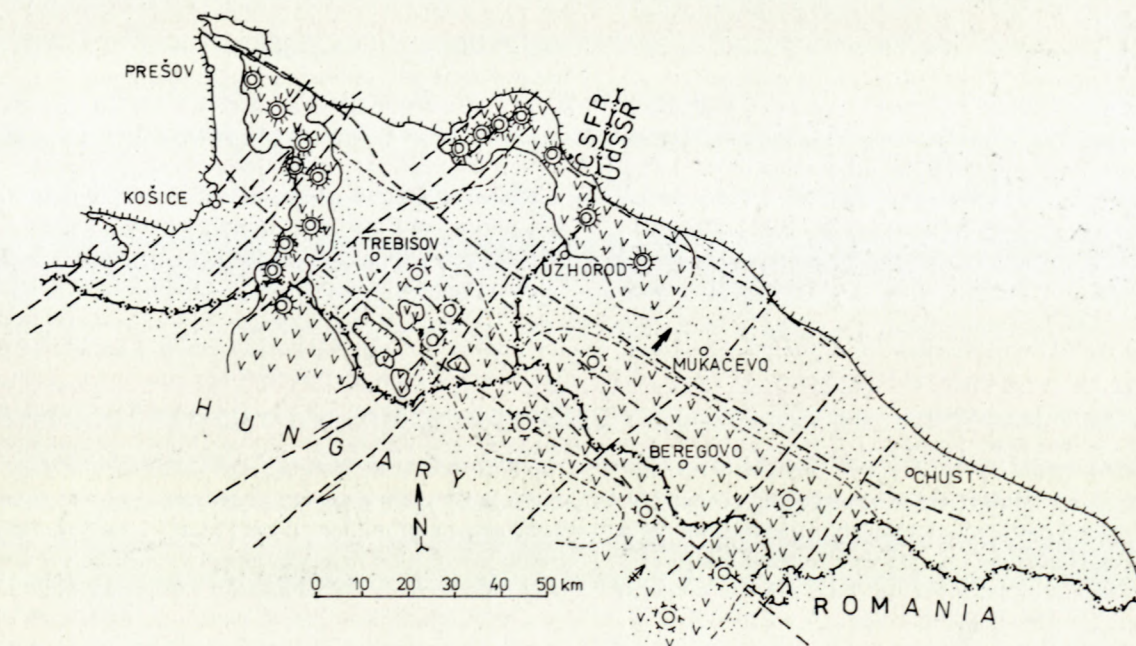 PREŠOV
ČSFR
UdSSR
KOŠICE
TREBIŠOV
UZHOROD
MUKAČEVO
HUNGARY
BEREGOVO
CHUST
N
0 10 20 30 40 50 km
ROMANIA